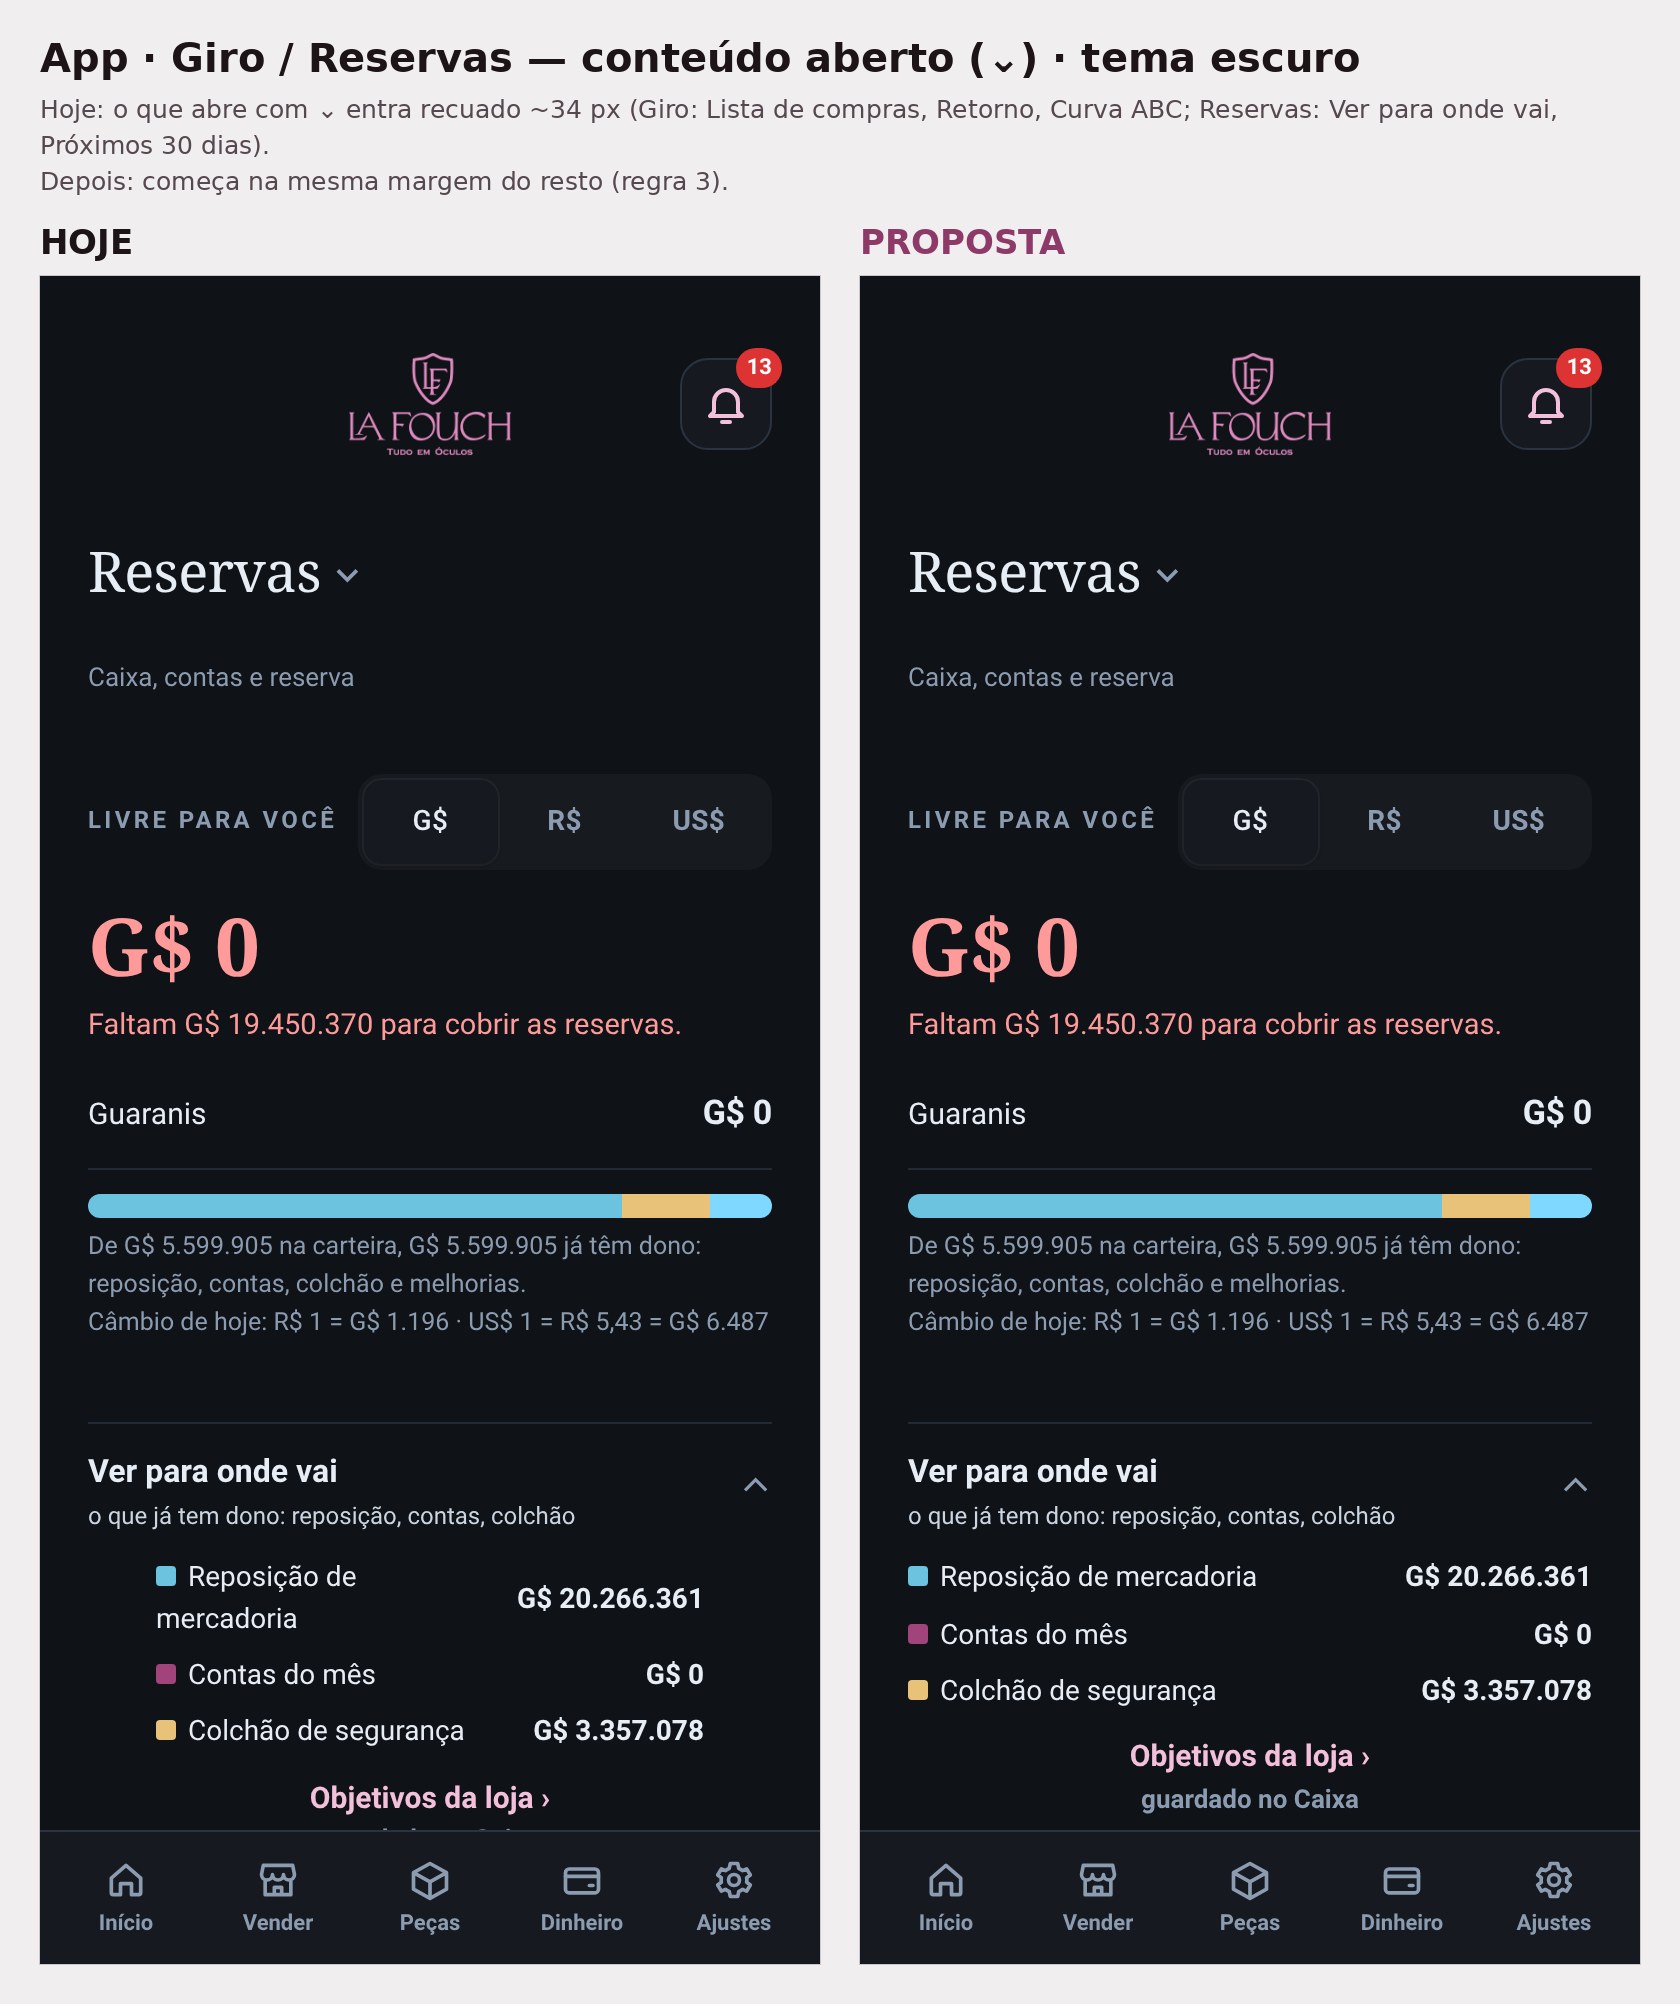 App · Giro / Reservas — conteúdo aberto (⌄) · tema escuro
Hoje: o que abre com ⌄ entra recuado ~34 px (Giro: Lista de compras, Retorno, Curva ABC; Reservas: Ver para onde vai,
Próximos 30 dias).
Depois: começa na mesma margem do resto (regra 3).
HOJE
LF
LA FOUCH
TUDO EM ÓCULOS
13
Reservas
Caixa, contas e reserva
LIVRE PARA VOCÊ
G$
R$
US$
G$ 0
Faltam G$ 19.450.370 para cobrir as reservas.
Guaranis
G$ 0
De G$ 5.599.905 na carteira, G$ 5.599.905 já têm dono:
reposição, contas, colchão e melhorias.
Câmbio de hoje: R$ 1 = G$ 1.196 · US$ 1 = R$ 5,43 = G$ 6.487
Ver para onde vai
o que já tem dono: reposição, contas, colchão
Reposição de
mercadoria
G$ 20.266.361
Contas do mês
G$ 0
Colchão de segurança
G$ 3.357.078
Objetivos da loja ›
Início
Vender
Peças
Dinheiro
Ajustes
PROPOSTA
LF
LA FOUCH
TUDO EM ÓCULOS
13
Reservas
Caixa, contas e reserva
LIVRE PARA VOCÊ
G$
R$
US$
G$ 0
Faltam G$ 19.450.370 para cobrir as reservas.
Guaranis
G$ 0
De G$ 5.599.905 na carteira, G$ 5.599.905 já têm dono:
reposição, contas, colchão e melhorias.
Câmbio de hoje: R$ 1 = G$ 1.196 · US$ 1 = R$ 5,43 = G$ 6.487
Ver para onde vai
o que já tem dono: reposição, contas, colchão
Reposição de mercadoria
G$ 20.266.361
Contas do mês
G$ 0
Colchão de segurança
G$ 3.357.078
Objetivos da loja ›
guardado no Caixa
Início
Vender
Peças
Dinheiro
Ajustes